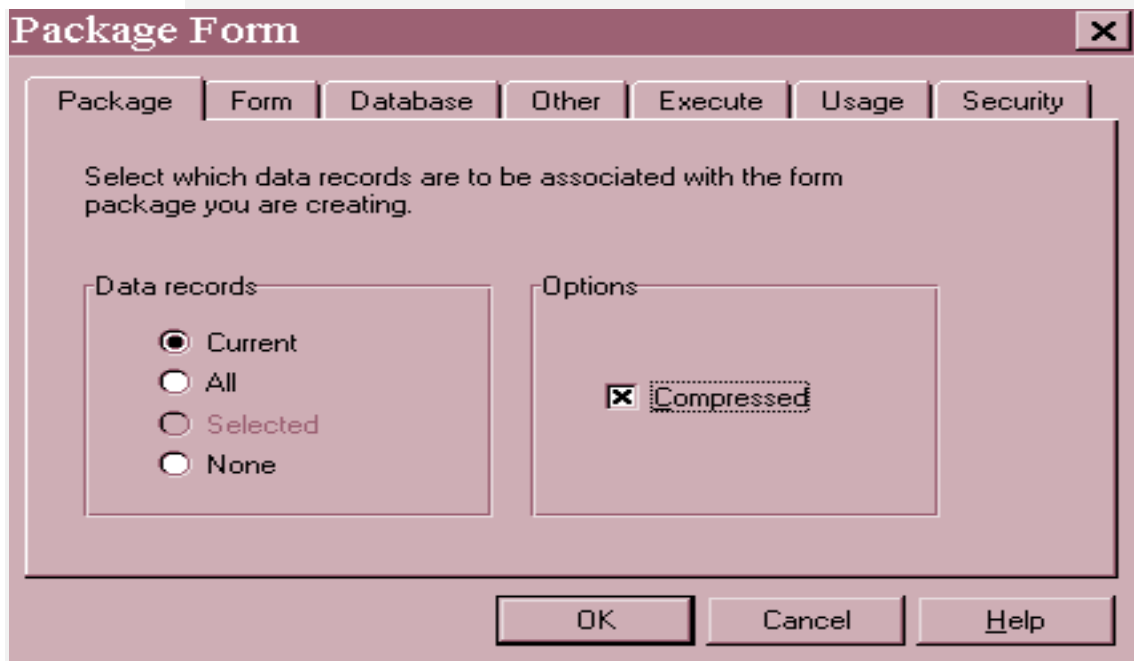 Package Form
Package Form Database Other Execute Usage Security
Select which data records are to be associated with the form
package you are creating.
Data records
Current
All
Selected
None
Options
Compressed
OK Cancel Help